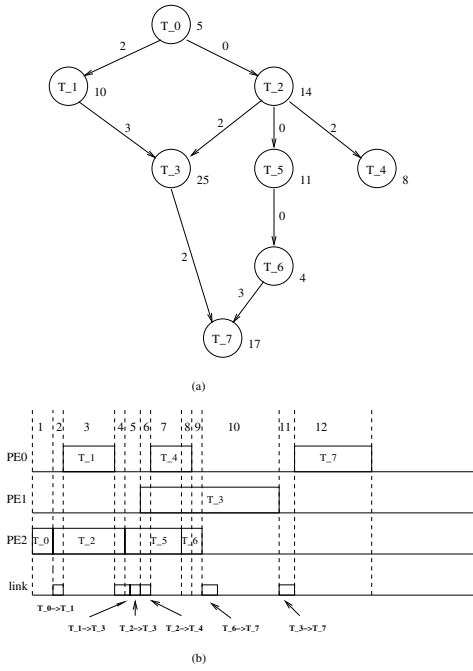 T_0 5
2 0
T_1 10
T_2 14
3 2 0 2
T_3 25
T_5 11
T_4 8
2 0
T_6 4
3
T_7 17
(a)
1 2 3 4 5 6 7 8 9 10 11 12
PE0 T_1 T_4 T_7
PE1 T_3
PE2 T_0 T_2 T_5 T_6
link
T_0->T_1
T_1->T_3 T_2->T_3 T_2->T_4 T_6->T_7 T_3->T_7
(b)